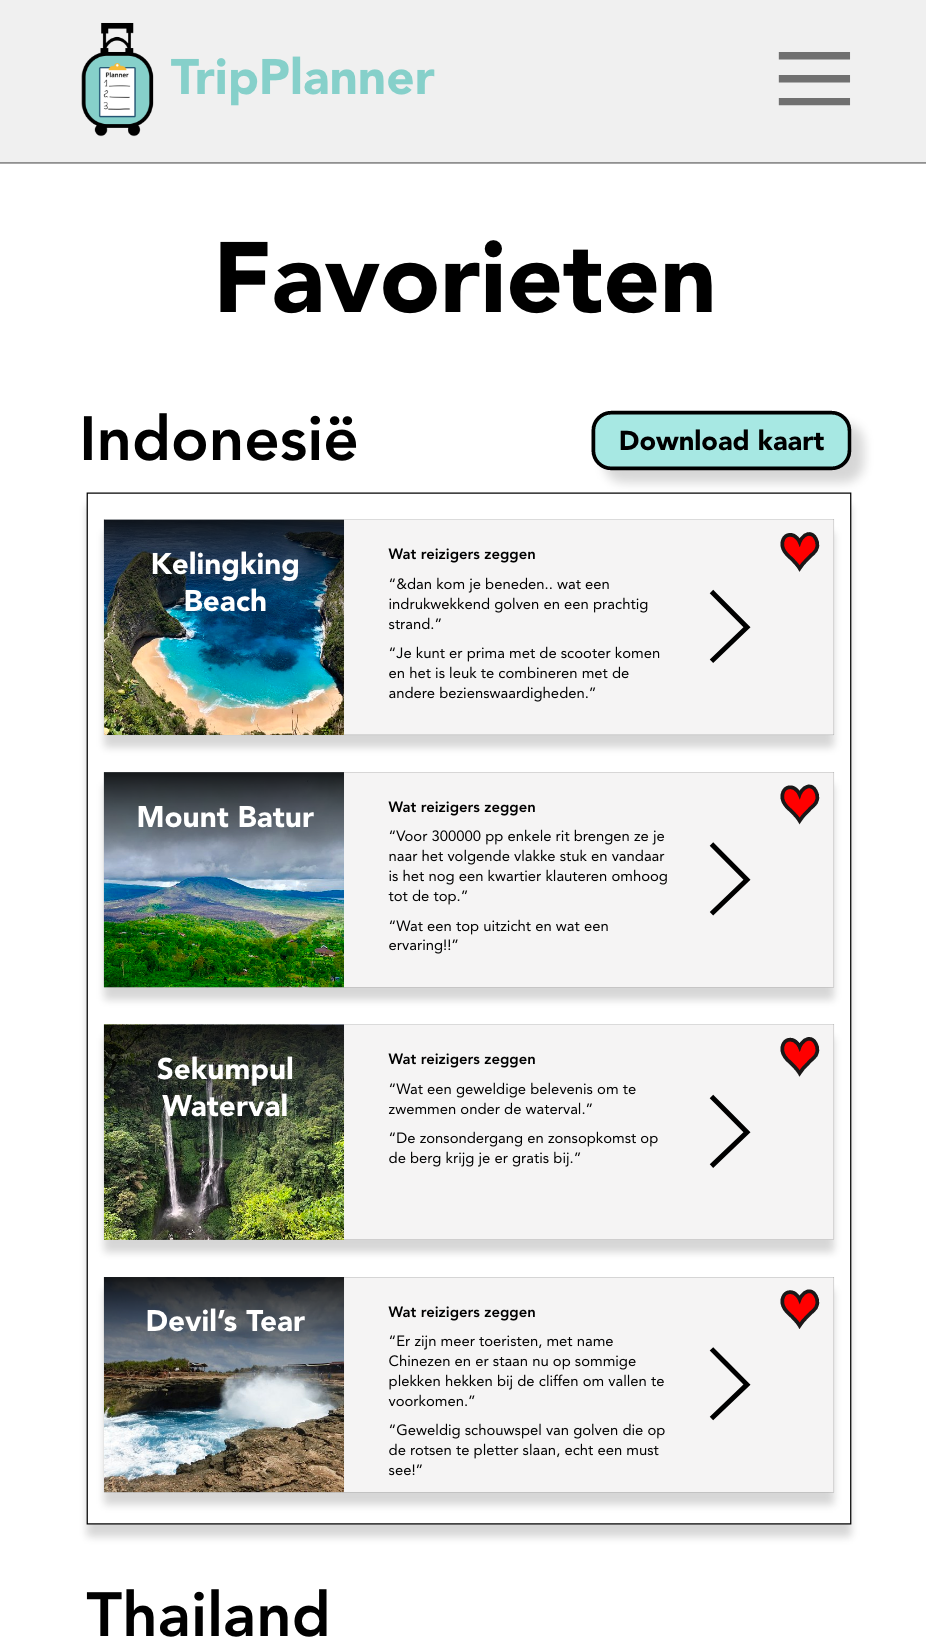 Planner
1
2
3
TripPlanner
Favorieten
Indonesië
Download kaart
Kelingking
Beach
Wat reizigers zeggen
“&dan kom je beneden.. wat een
indrukwekkend golven en een prachtig
strand.”
“Je kunt er prima met de scooter komen
en het is leuk te combineren met de
andere bezienswaardigheden.”
Mount Batur
Wat reizigers zeggen
“Voor 300000 pp enkele rit brengen ze je
naar het volgende vlakke stuk en vandaar
is het nog een kwartier klauteren omhoog
tot de top.”
“Wat een top uitzicht en wat een
ervaring!!”
Sekumpul
Waterval
Wat reizigers zeggen
“Wat een geweldige belevenis om te
zwemmen onder de waterval.”
“De zonsondergang en zonsopkomst op
de berg krijg je er gratis bij.”
Devil’s Tear
Wat reizigers zeggen
“Er zijn meer toeristen, met name
Chinezen en er staan nu op sommige
plekken hekken bij de cliffen om vallen te
voorkomen.”
“Geweldig schouwspel van golven die op
de rotsen te pletter slaan, echt een must
see!”
Thailand